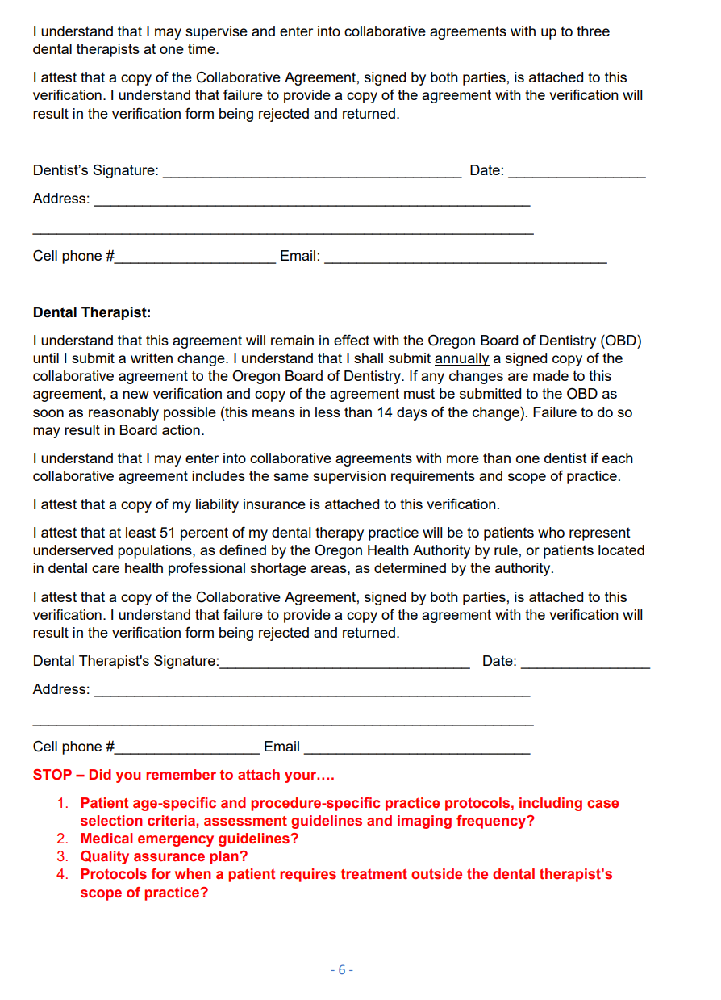 I understand that I may supervise and enter into collaborative agreements with up to three
dental therapists at one time.
I attest that a copy of the Collaborative Agreement, signed by both parties, is attached to this
verification. I understand that failure to provide a copy of the agreement with the verification will
result in the verification form being rejected and returned.
Dentist’s Signature: _____________________________________ Date: _________________
Address: ______________________________________________________
______________________________________________________________
Cell phone #____________________ Email: ___________________________________
Dental Therapist:
I understand that this agreement will remain in effect with the Oregon Board of Dentistry (OBD)
until I submit a written change. I understand that I shall submit annually a signed copy of the
collaborative agreement to the Oregon Board of Dentistry. If any changes are made to this
agreement, a new verification and copy of the agreement must be submitted to the OBD as
soon as reasonably possible (this means in less than 14 days of the change). Failure to do so
may result in Board action.
I understand that I may enter into collaborative agreements with more than one dentist if each
collaborative agreement includes the same supervision requirements and scope of practice.
I attest that a copy of my liability insurance is attached to this verification.
I attest that at least 51 percent of my dental therapy practice will be to patients who represent
underserved populations, as defined by the Oregon Health Authority by rule, or patients located
in dental care health professional shortage areas, as determined by the authority.
I attest that a copy of the Collaborative Agreement, signed by both parties, is attached to this
verification. I understand that failure to provide a copy of the agreement with the verification will
result in the verification form being rejected and returned.
Dental Therapist's Signature:_______________________________ Date: ________________
Address: ______________________________________________________
______________________________________________________________
Cell phone #__________________ Email ____________________________
STOP – Did you remember to attach your….
1. Patient age-specific and procedure-specific practice protocols, including case
selection criteria, assessment guidelines and imaging frequency?
2. Medical emergency guidelines?
3. Quality assurance plan?
4. Protocols for when a patient requires treatment outside the dental therapist’s
scope of practice?
- 6 -